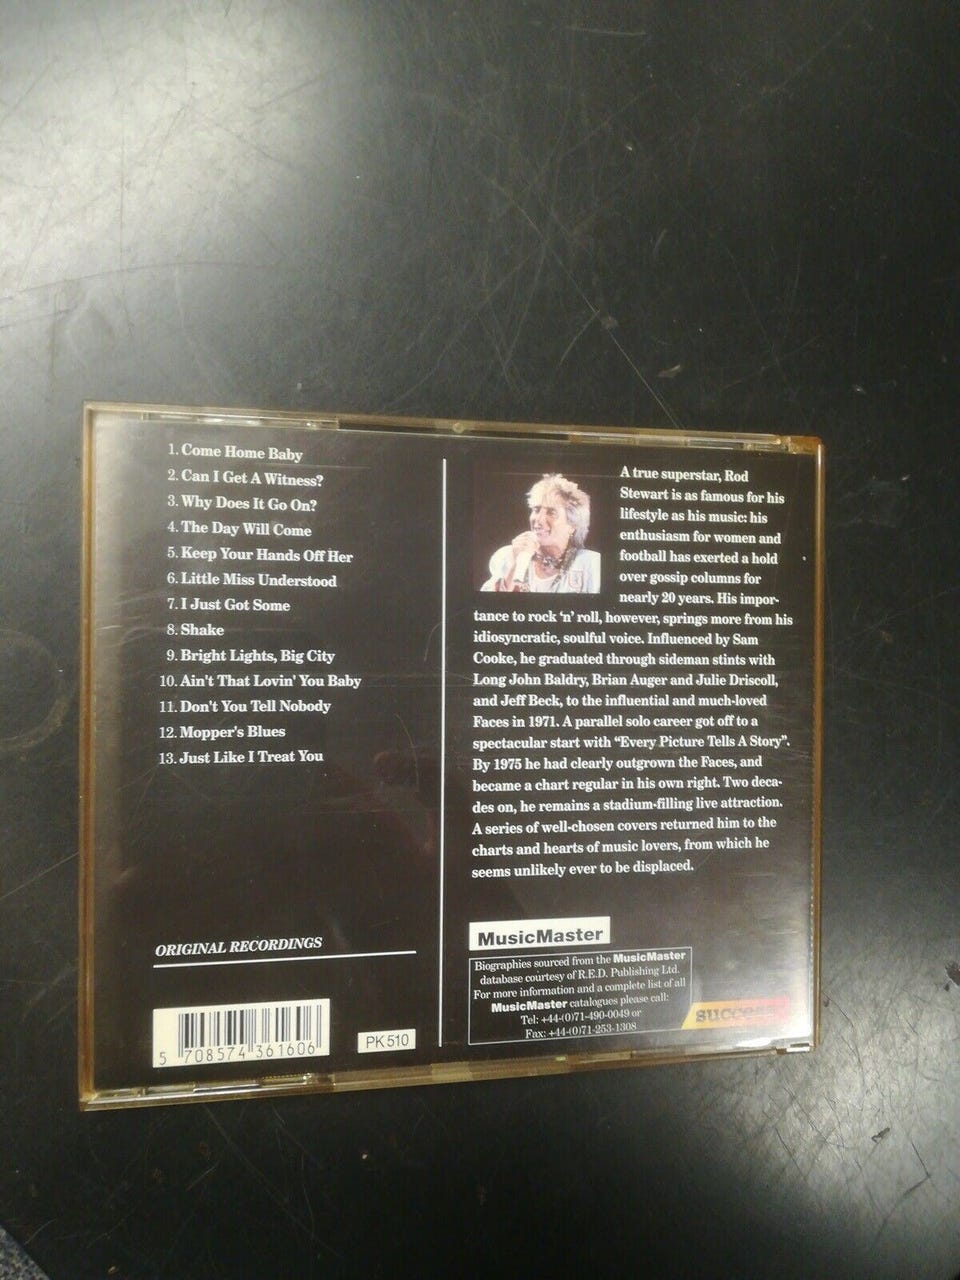 1. Come Home Baby
2. Can I Get A Witness?
3. Why Does It Go On?
4. The Day Will Come
5. Keep Your Hands Off Her
6. Little Miss Understood
7. I Just Got Some
8. Shake
9. Bright Lights, Big City
10. Ain't That Lovin' You Baby
11. Don't You Tell Nobody
12. Mopper's Blues
13. Just Like I Treat You
ORIGINAL RECORDINGS
5 708574 361606
PK 510
A true superstar, Rod
Stewart is as famous for his
lifestyle as his music: his
enthusiasm for women and
football has exerted a hold
over gossip columns for
nearly 20 years. His impor-
tance to rock ‘n’ roll, however, springs more from his
idiosyncratic, soulful voice. Influenced by Sam
Cooke, he graduated through sideman stints with
Long John Baldry, Brian Auger and Julie Driscoll,
and Jeff Beck, to the influential and much-loved
Faces in 1971. A parallel solo career got off to a
spectacular start with “Every Picture Tells A Story”.
By 1975 he had clearly outgrown the Faces, and
became a chart regular in his own right. Two deca-
des on, he remains a stadium-filling live attraction.
A series of well-chosen covers returned him to the
charts and hearts of music lovers, from which he
seems unlikely ever to be displaced.
MusicMaster
Biographies sourced from the MusicMaster
database courtesy of R.E.D. Publishing Ltd.
For more information and a complete list of all
MusicMaster catalogues please call:
Tel: +44-(0)71-490-0049 or
Fax: +44-(0)71-253-1308
success